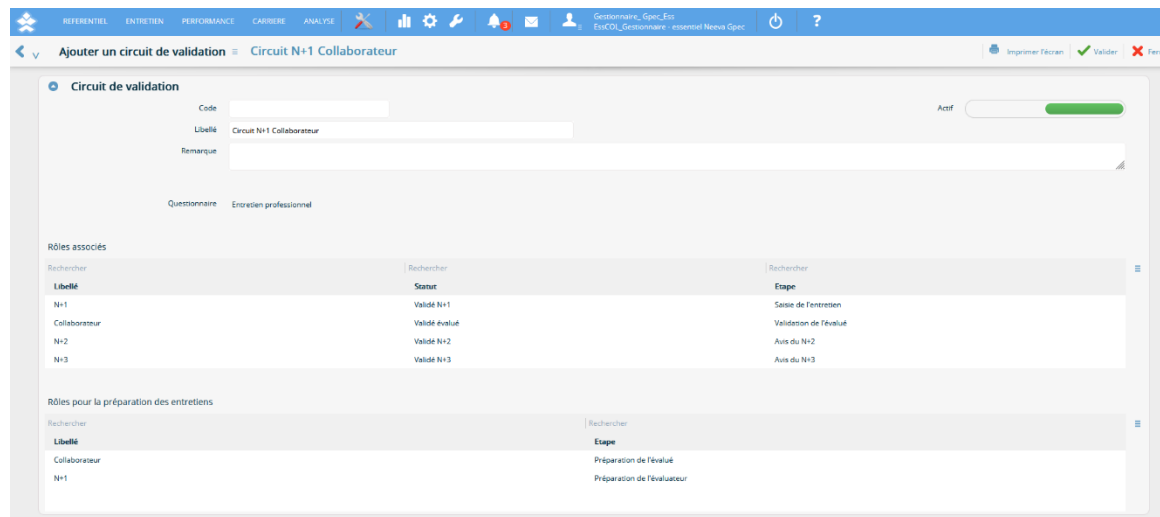 REFERENTIEL ENTRETIEN PERFORMANCE CARRIERE ANALYSE 3 Gestionnaire_ Gpec_Ess ?
EssCOL_Gestionnaire - essentiel Neeva Gpec
Ajouter un circuit de validation Circuit N+1 Collaborateur Imprimer l'écran Valider Fer
Circuit de validation
Code Actif
Libellé Circuit N+1 Collaborateur
Remarque
Questionnaire Entretien professionnel
Rôles associés
Rechercher Rechercher Rechercher
Libellé Statut Etape
N+1 Validé N+1 Saisie de l'entretien
Collaborateur Validé évalué Validation de l'évalué
N+2 Validé N+2 Avis du N+2
N+3 Validé N+3 Avis du N+3
Rôles pour la préparation des entretiens
Rechercher Rechercher
Libellé Etape
Collaborateur Préparation de l'évalué
N+1 Préparation de l'évaluateur